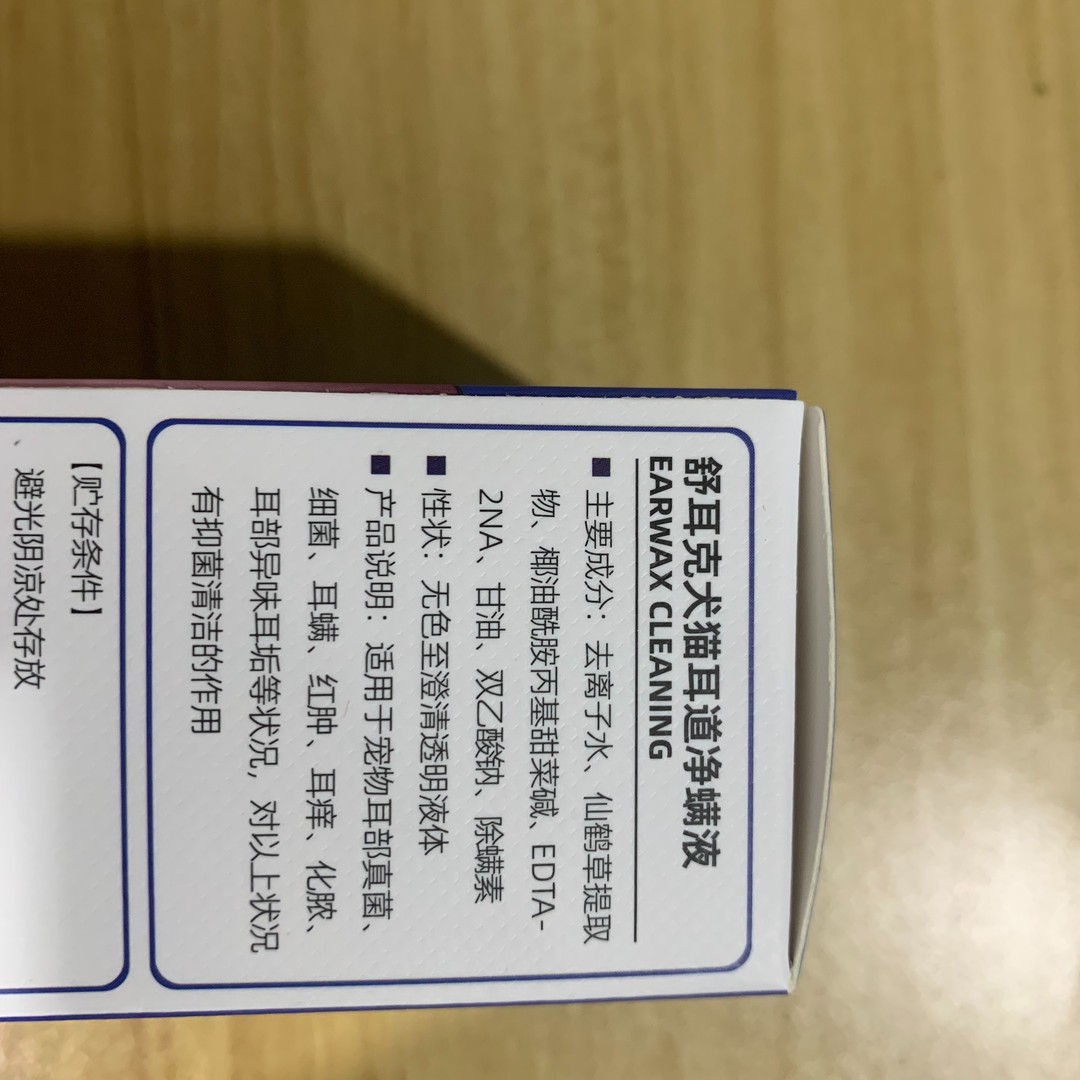 舒耳克犬猫耳道净螨液
EARWAX CLEANING
■ 主要成分：去离子水、仙鹤草提取
物、椰油酰胺丙基甜菜碱、EDTA-
2NA、甘油、双乙酸钠、除螨素
■ 性状：无色至澄清透明液体
■ 产品说明：适用于宠物耳部真菌、
细菌、耳螨、红肿、耳痒、化脓、
耳部异味耳垢等状况，对以上状况
有抑菌清洁的作用
【贮存条件】
避光阴凉处存放